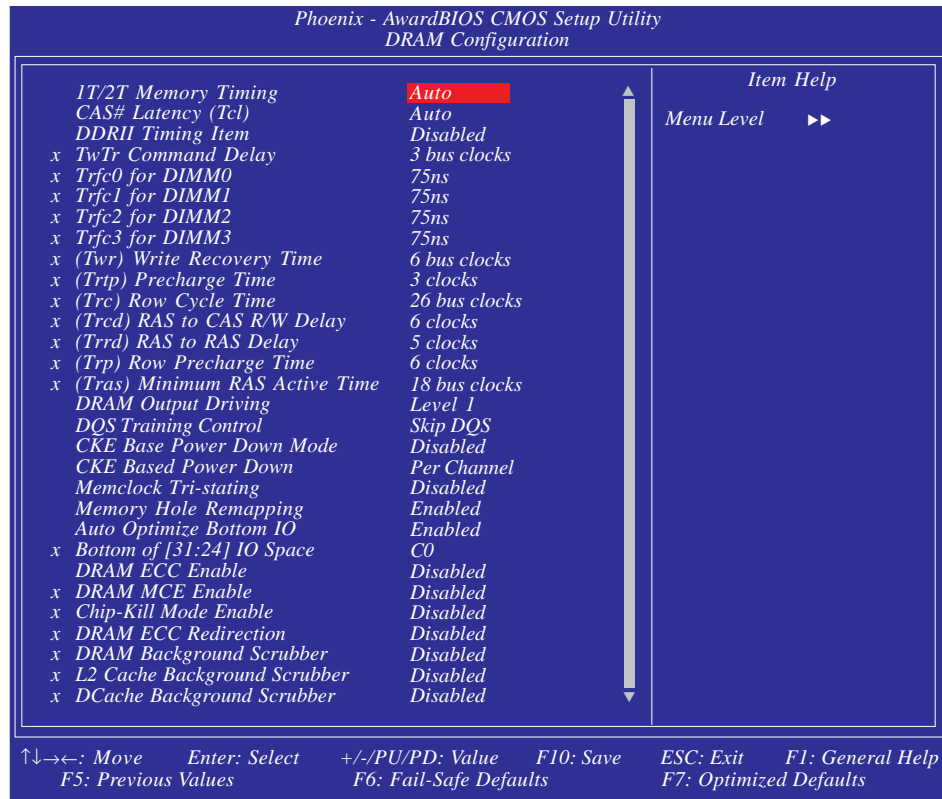 Phoenix - AwardBIOS CMOS Setup Utility
DRAM Configuration
1T/2T Memory Timing Auto
CAS# Latency (Tcl) Auto
DDRII Timing Item Disabled
x TwTr Command Delay 3 bus clocks
x Trfc0 for DIMM0 75ns
x Trfc1 for DIMM1 75ns
x Trfc2 for DIMM2 75ns
x Trfc3 for DIMM3 75ns
x (Twr) Write Recovery Time 6 bus clocks
x (Trtp) Precharge Time 3 clocks
x (Trc) Row Cycle Time 26 bus clocks
x (Trcd) RAS to CAS R/W Delay 6 clocks
x (Trrd) RAS to RAS Delay 5 clocks
x (Trp) Row Precharge Time 6 clocks
x (Tras) Minimum RAS Active Time 18 bus clocks
DRAM Output Driving Level 1
DQS Training Control Skip DQS
CKE Base Power Down Mode Disabled
CKE Based Power Down Per Channel
Memclock Tri-stating Disabled
Memory Hole Remapping Enabled
Auto Optimize Bottom IO Enabled
x Bottom of [31:24] IO Space C0
DRAM ECC Enable Disabled
x DRAM MCE Enable Disabled
x Chip-Kill Mode Enable Disabled
x DRAM ECC Redirection Disabled
x DRAM Background Scrubber Disabled
x L2 Cache Background Scrubber Disabled
x DCache Background Scrubber Disabled
Item Help
Menu Level ▶▶
↑↓→←: Move Enter: Select +/-/PU/PD: Value F10: Save ESC: Exit F1: General Help
F5: Previous Values F6: Fail-Safe Defaults F7: Optimized Defaults